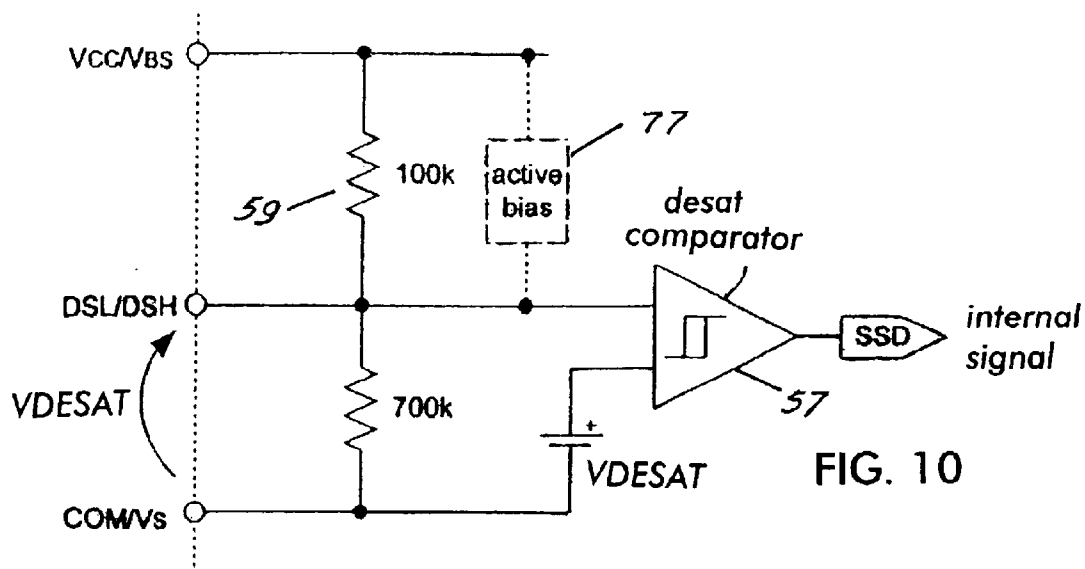 VCC/VBS
77
59
100k
active
bias
desat
comparator
DSL/DSH
SSD
internal
signal
VDESAT
700k
57
+
VDESAT
FIG. 10
COM/VS